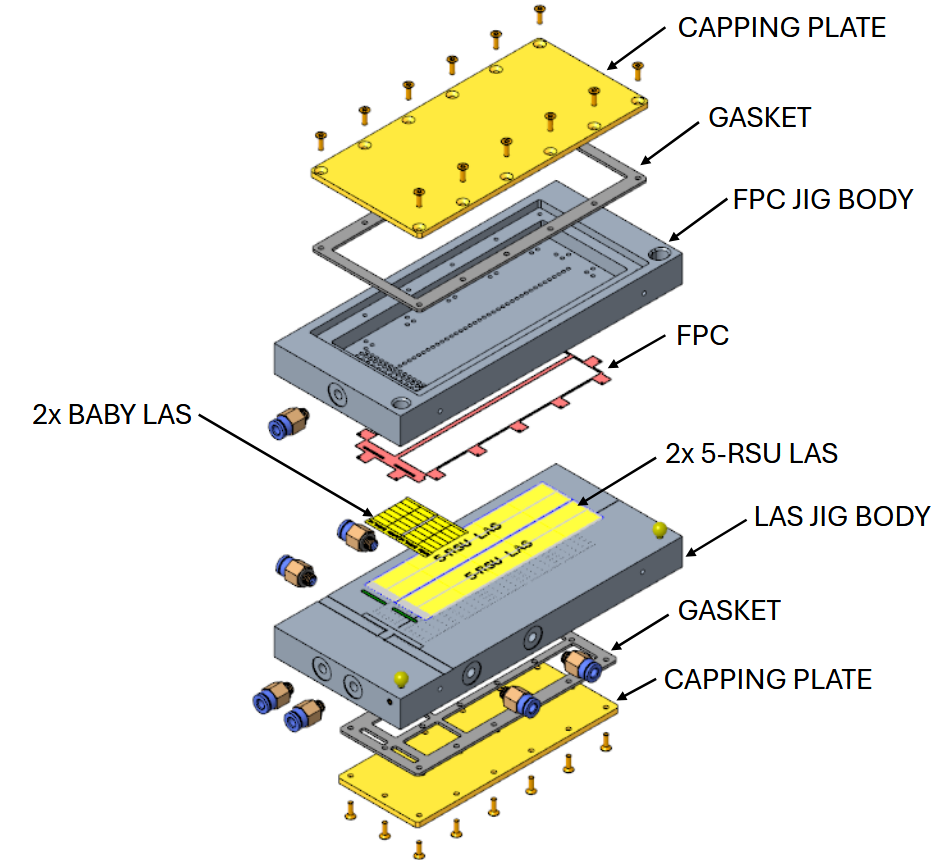 CAPPING PLATE
GASKET
FPC JIG BODY
FPC
2x BABY LAS
2x 5-RSU LAS
5-RSU LAS
5-RSU LAS
LAS JIG BODY
GASKET
CAPPING PLATE